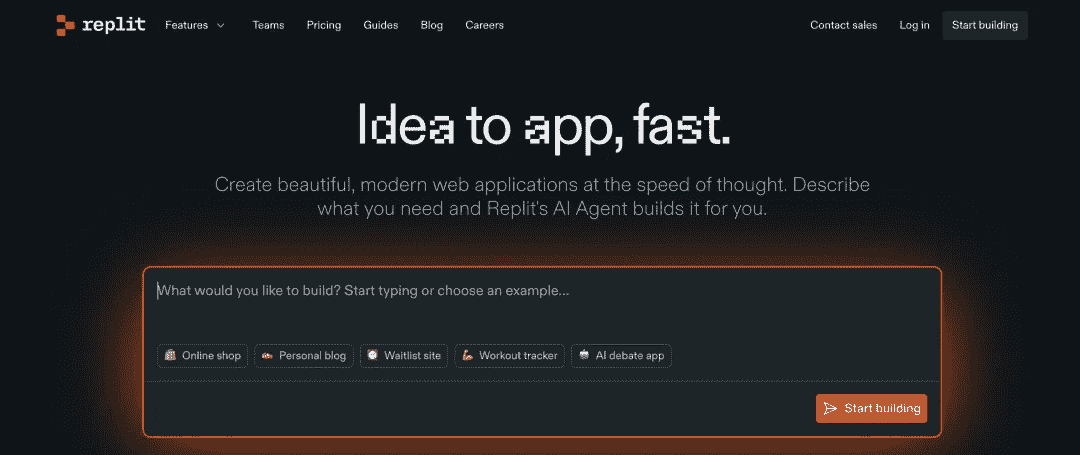 replit Features Teams Pricing Guides Blog Careers Contact sales Log in Start building
Idea to app, fast.
Create beautiful, modern web applications at the speed of thought. Describe
what you need and Replit's AI Agent builds it for you.
What would you like to build? Start typing or choose an example...
Online shop Personal blog Waitlist site Workout tracker AI debate app
Start building